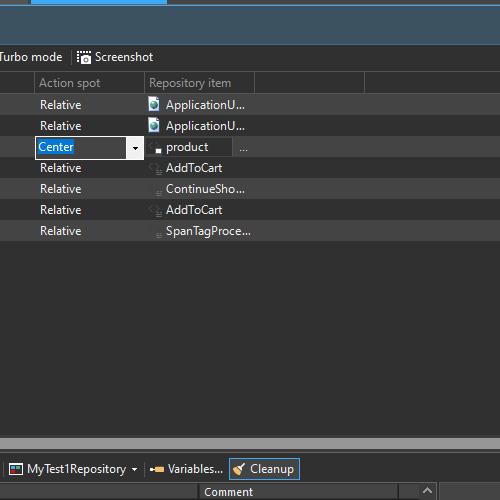 Turbo mode Screenshot
Action spot Repository item
Relative ApplicationU...
Relative ApplicationU...
Center product ...
Relative AddToCart
Relative ContinueSho...
Relative AddToCart
Relative SpanTagProce...
MyTest1Repository Variables... Cleanup
Comment